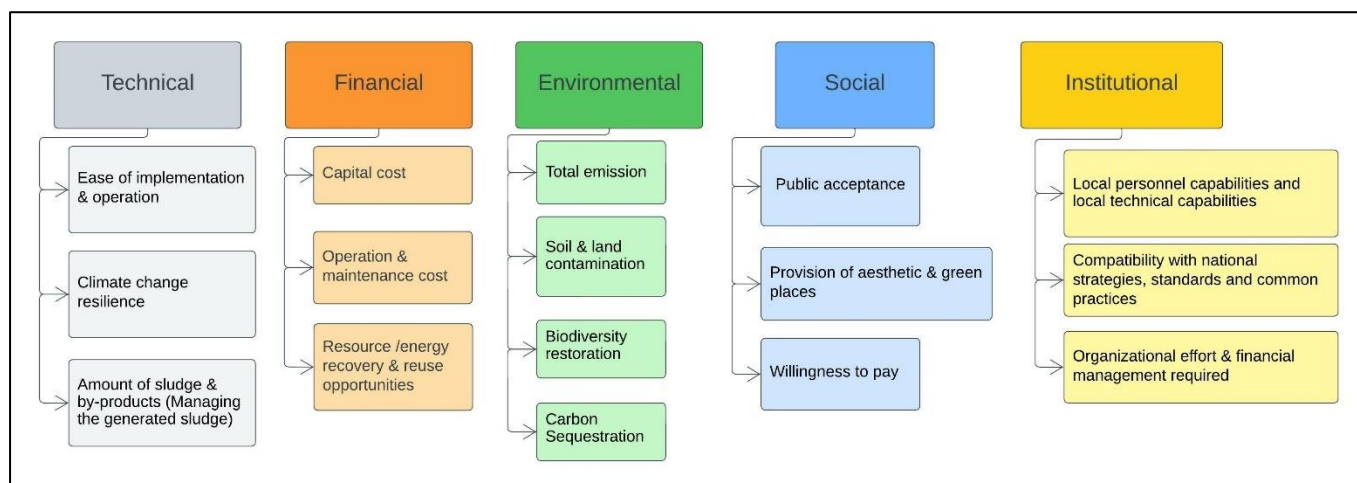 Technical
Ease of implementation
& operation
Climate change
resilience
Amount of sludge &
by-products (Managing
the generated sludge)
Financial
Capital cost
Operation &
maintenance cost
Resource /energy
recovery & reuse
opportunities
Environmental
Total emission
Soil & land
contamination
Biodiversity
restoration
Carbon
Sequestration
Social
Public acceptance
Provision of aesthetic & green
places
Willingness to pay
Institutional
Local personnel capabilities and
local technical capabilities
Compatibility with national
strategies, standards and common
practices
Organizational effort & financial
management required